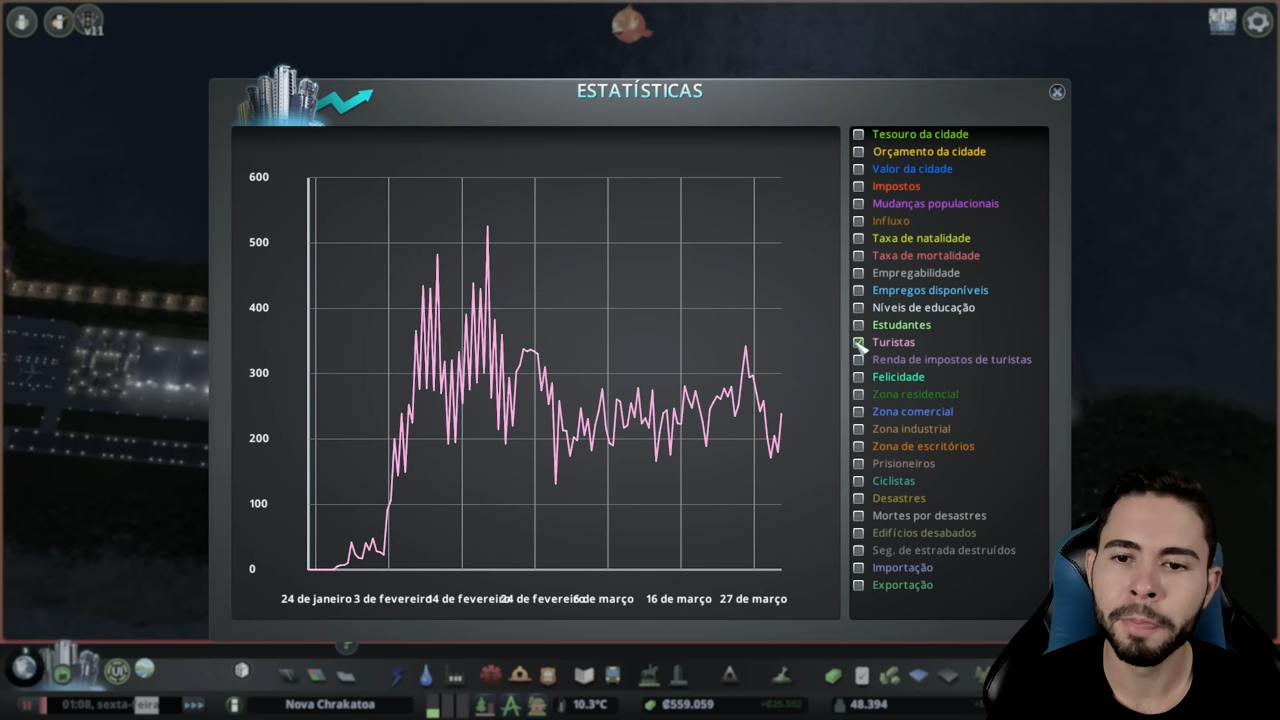 v11
ESTATÍSTICAS
600
500
400
300
200
100
0
24 de janeiro
3 de fevereiro
14 de fevereiro
24 de fevereiro
6 de março
16 de março
27 de março
Tesouro da cidade
Orçamento da cidade
Valor da cidade
Impostos
Mudanças populacionais
Influxo
Taxa de natalidade
Taxa de mortalidade
Empregabilidade
Empregos disponíveis
Níveis de educação
Estudantes
Turistas
Renda de impostos de turistas
Felicidade
Zona residencial
Zona comercial
Zona industrial
Zona de escritórios
Prisioneiros
Ciclistas
Desastres
Mortes por desastres
Edifícios desabados
Seg. de estrada destruídos
Importação
Exportação
01:08, sexta-feira
Nova Chrakatoa
10.3°C
₡559.059
48.394